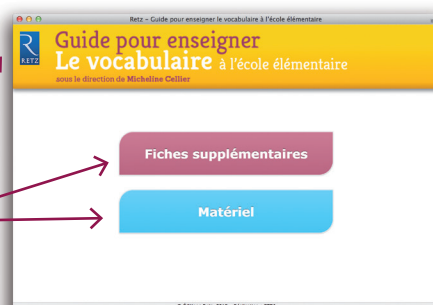 Retz – Guide pour enseigner le vocabulaire à l'école élémentaire
RETZ
Guide pour enseigner
Le vocabulaire à l'école élémentaire
sous le direction de Micheline Cellier
Fiches supplémentaires
Matériel